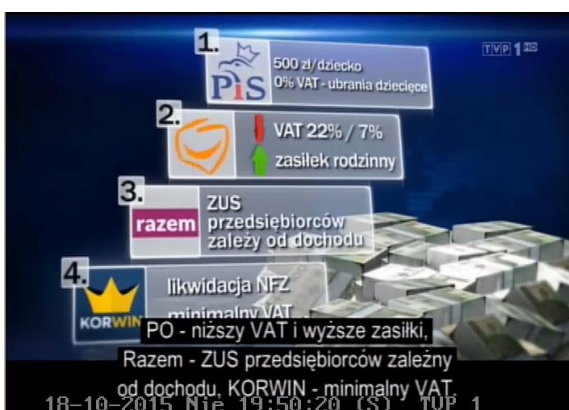 1.
PiS
500 zł/dziecko
0% VAT - ubrania dziecięce
TVP 1 HD
2.
VAT 22% / 7%
zasiłek rodzinny
3.
razem
ZUS
przedsiębiorców
zależy od dochodu
4.
KORWIN
likwidacja NFZ
minimalny VAT
PO - niższy VAT i wyższe zasiłki,
Razem - ZUS przedsiębiorców zależny
od dochodu, KORWIN - minimalny VAT.
18-10-2015 Nie 19:50:20 (S) TVP 1